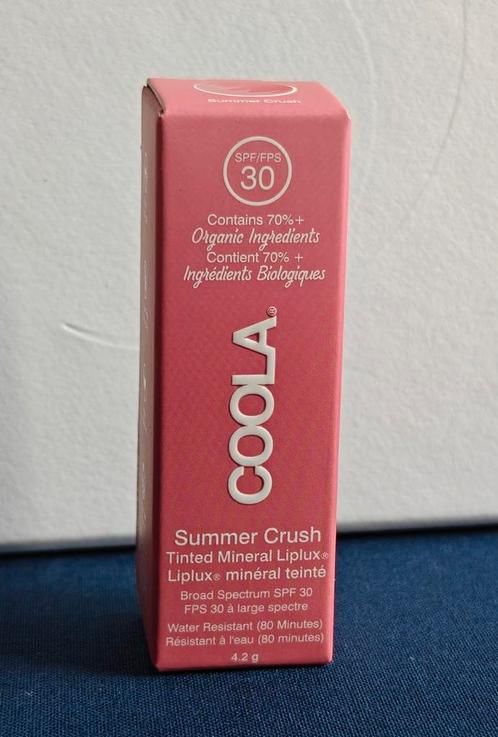 Summer Crush
SPF/FPS
30
Contains 70%+
Organic Ingredients
Contient 70% +
Ingrédients Biologiques
COOLA®
Summer Crush
Tinted Mineral Liplux®
Liplux® minéral teinté
Broad Spectrum SPF 30
FPS 30 à large spectre
Water Resistant (80 Minutes)
Résistant à l'eau (80 minutes)
4.2 g